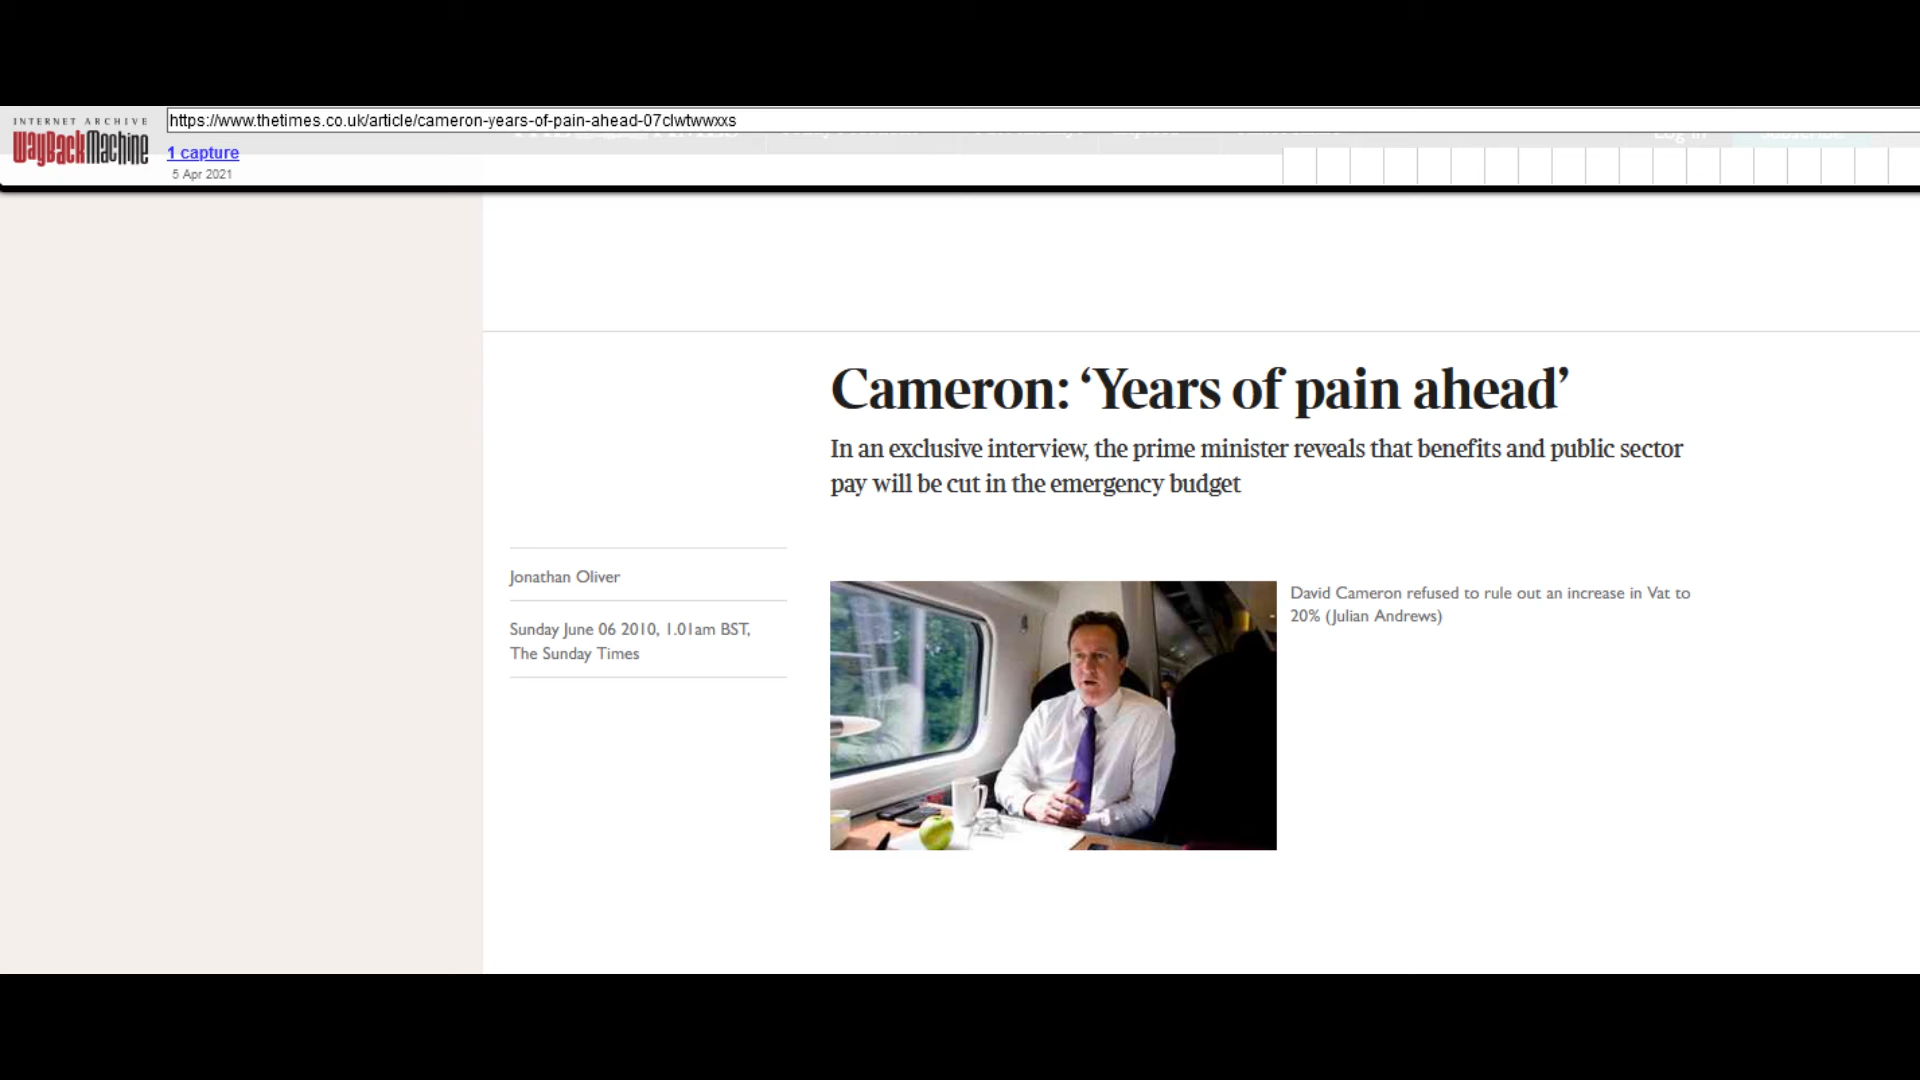 INTERNET ARCHIVE
WayBackMachine
https://www.thetimes.co.uk/article/cameron-years-of-pain-ahead-07clwtwwxxs
1 capture
5 Apr 2021
Log in
Subscribe
Cameron: ‘Years of pain ahead’
In an exclusive interview, the prime minister reveals that benefits and public sector
pay will be cut in the emergency budget
Jonathan Oliver
Sunday June 06 2010, 1.01am BST,
The Sunday Times
David Cameron refused to rule out an increase in Vat to
20% (Julian Andrews)